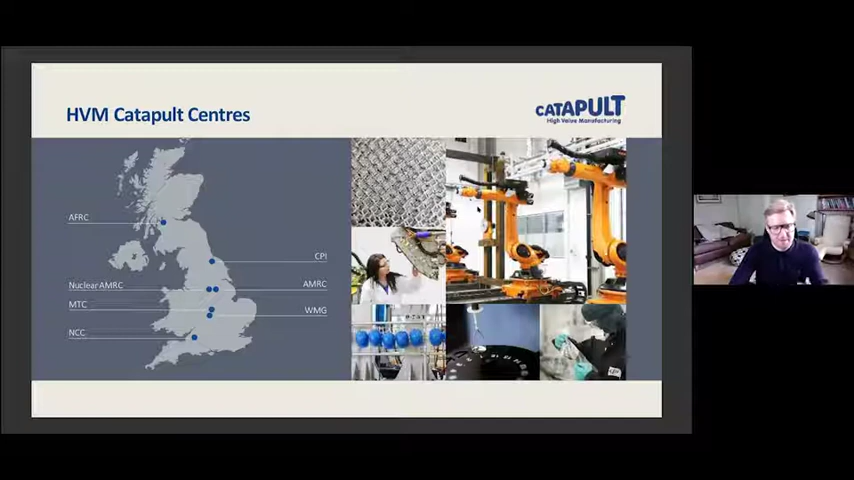 HVM Catapult Centres
CATAPULT
High Value Manufacturing
AFRC
CPI
Nuclear AMRC
AMRC
MTC
WMG
NCC